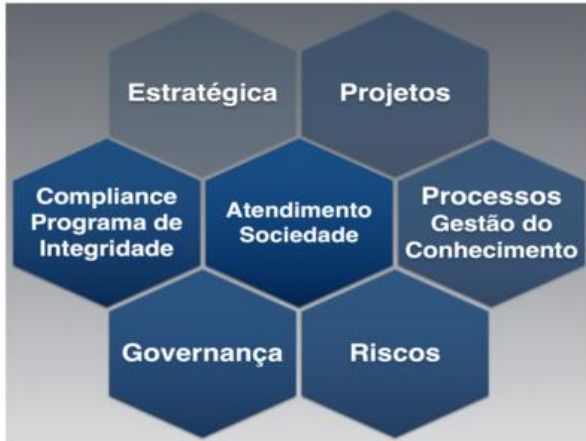 Estratégica
Projetos
Compliance
Programa de
Integridade
Atendimento
Sociedade
Processos
Gestão do
Conhecimento
Governança
Riscos